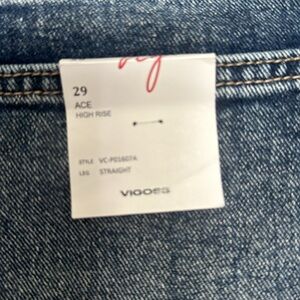 29
ACE
HIGH RISE
STYLE VC-P01607A
LEG STRAIGHT
VIGOSS